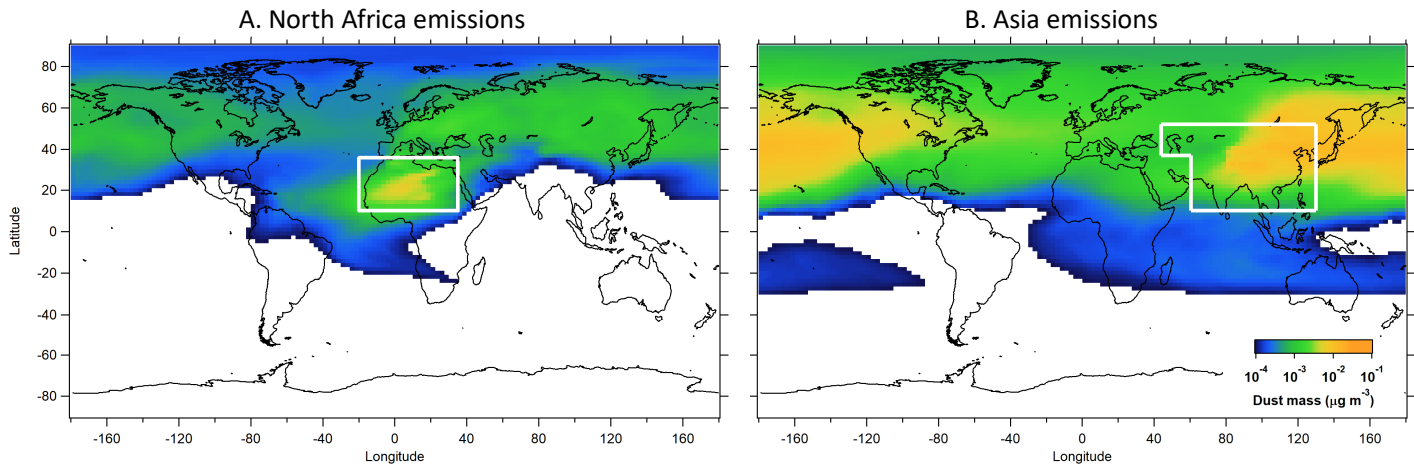 A. North Africa emissions
B. Asia emissions
Latitude
80
60
40
20
0
-20
-40
-60
-80
-160 -120 -80 -40 0 40 80 120 160
Longitude
-160 -120 -80 -40 0 40 80 120 160
Longitude
10⁻⁴ 10⁻³ 10⁻² 10⁻¹
Dust mass (μg m⁻³)